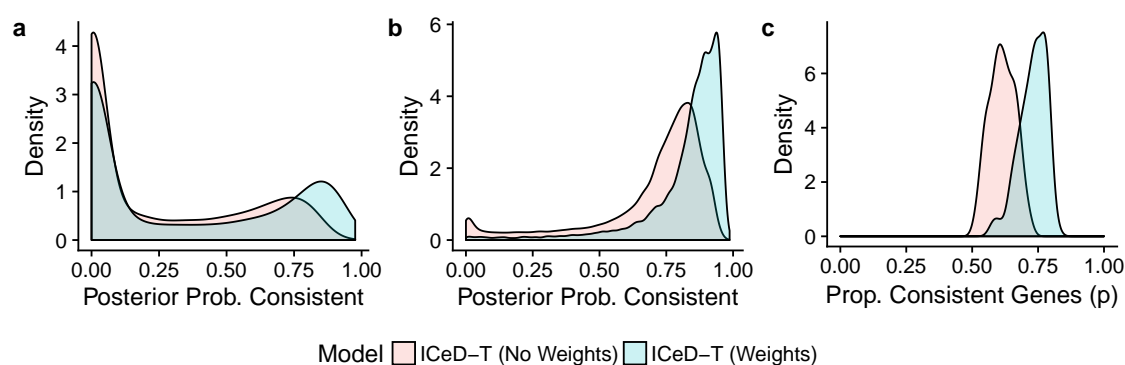 a
b
c
4
3
2
1
0
Density
0.00 0.25 0.50 0.75 1.00
Posterior Prob. Consistent
6
4
2
0
Density
0.00 0.25 0.50 0.75 1.00
Posterior Prob. Consistent
6
4
2
0
Density
0.00 0.25 0.50 0.75 1.00
Prop. Consistent Genes (p)
Model ICeD−T (No Weights) ICeD−T (Weights)